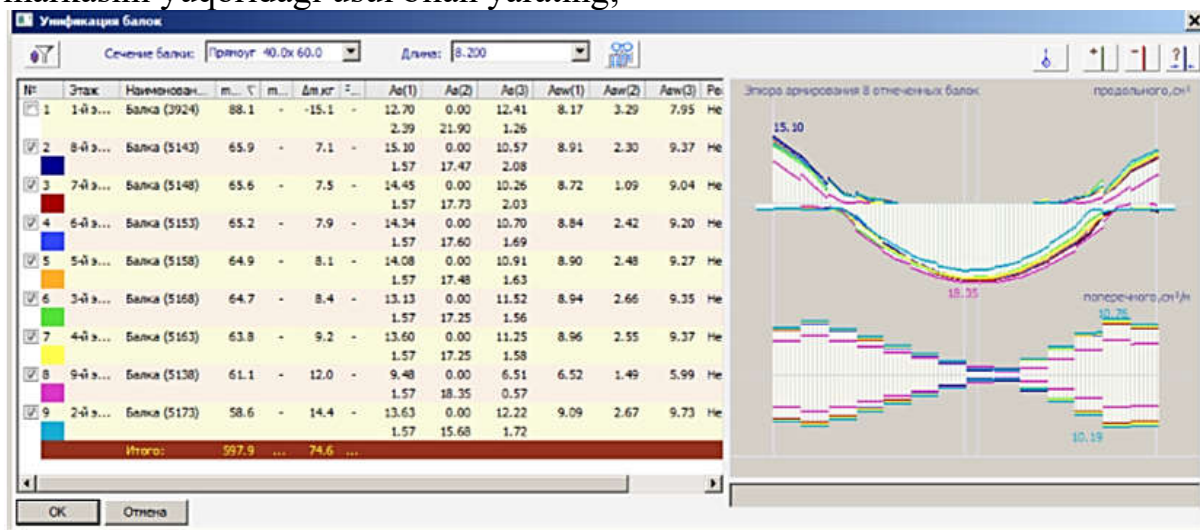 markasini yuqoridagi usul bilan yarating;
Унификация балок
Сечение балки: Прямоуг 40.0x 60.0 Длина: 8.200
№ Этаж Наименован... m... m... Δm.кг As(1) As(2) As(3) Asw(1) Asw(2) Asw(3) Ре
1 1-й э... Балка (3924) 88.1 - -15.1 - 12.70 0.00 12.41 8.17 3.29 7.95 Не
2.39 21.90 1.26
2 8-й э... Балка (5143) 65.9 - 7.1 - 15.10 0.00 10.57 8.91 2.30 9.37 Не
1.57 17.47 2.08
3 7-й э... Балка (5148) 65.6 - 7.5 - 14.45 0.00 10.26 8.72 1.09 9.04 Не
1.57 17.73 2.03
4 6-й э... Балка (5153) 65.2 - 7.9 - 14.34 0.00 10.70 8.84 2.42 9.20 Не
1.57 17.60 1.69
5 5-й э... Балка (5158) 64.9 - 8.1 - 14.08 0.00 10.91 8.90 2.48 9.27 Не
1.57 17.48 1.63
6 3-й э... Балка (5168) 64.7 - 8.4 - 13.13 0.00 11.52 8.94 2.66 9.35 Не
1.57 17.25 1.56
7 4-й э... Балка (5163) 63.8 - 9.2 - 13.60 0.00 11.25 8.96 2.55 9.37 Не
1.57 17.25 1.58
8 9-й э... Балка (5138) 61.1 - 12.0 - 9.48 0.00 6.51 6.52 1.49 5.99 Не
1.57 18.35 0.57
9 2-й э... Балка (5173) 58.6 - 14.4 - 13.63 0.00 12.22 9.09 2.67 9.73 Не
1.57 15.68 1.72
Итого: 597.9 ... 74.6 ...
OK Отмена
Эпюра армирования 8 отмеченных балок продольного,см²
15.10
18.35
поперечного,см²/м
10.76
10.19